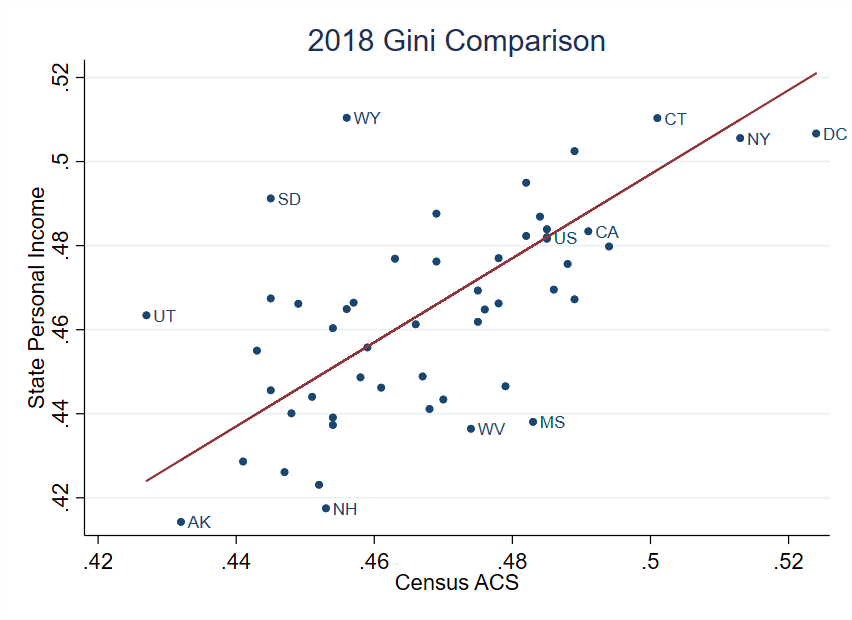 2018 Gini Comparison
State Personal Income
.52
.5
.48
.46
.44
.42
WY
CT
NY
DC
SD
US
CA
UT
WV
MS
NH
AK
.42
.44
.46
.48
.5
.52
Census ACS